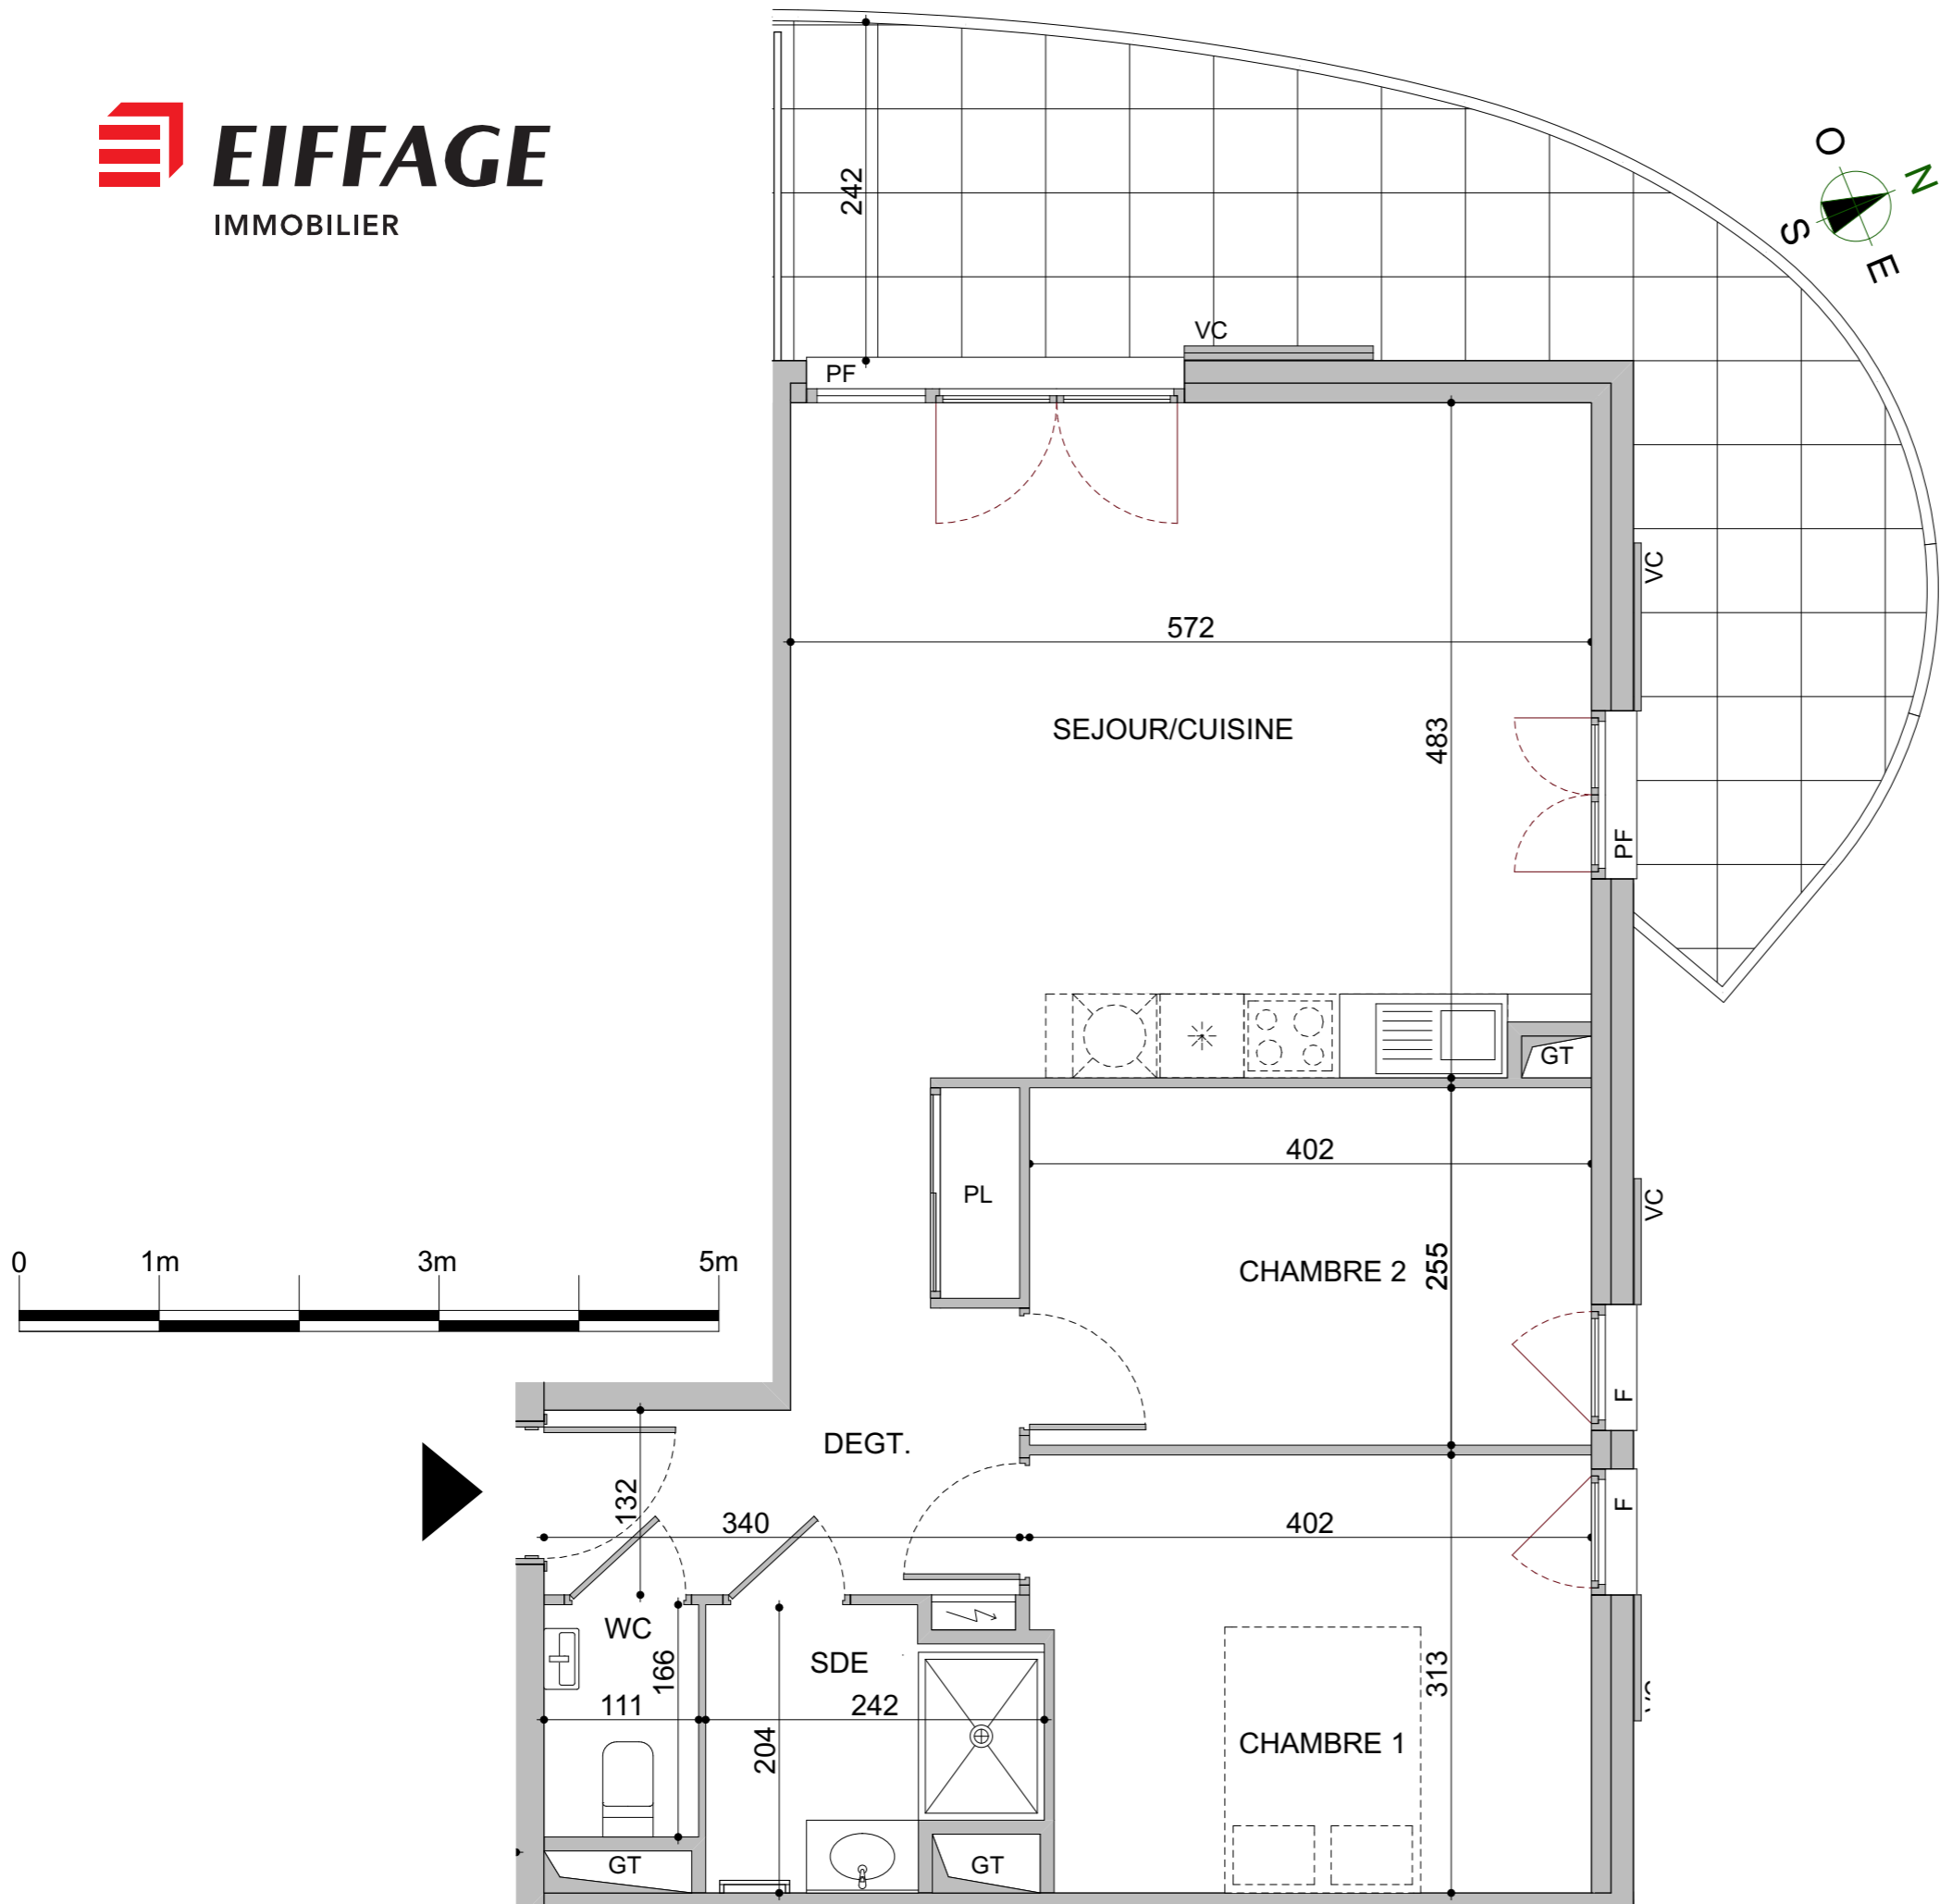 EIFFAGE
IMMOBILIER
242
O
N
S
E
VC
PF
VC
572
SEJOUR/CUISINE
483
PF
GT
402
PL
VC
CHAMBRE 2
255
0 1m 3m 5m
F
DEGT.
132
340
402
F
WC
166
SDE
313
111
242
204
CHAMBRE 1
GT
GT